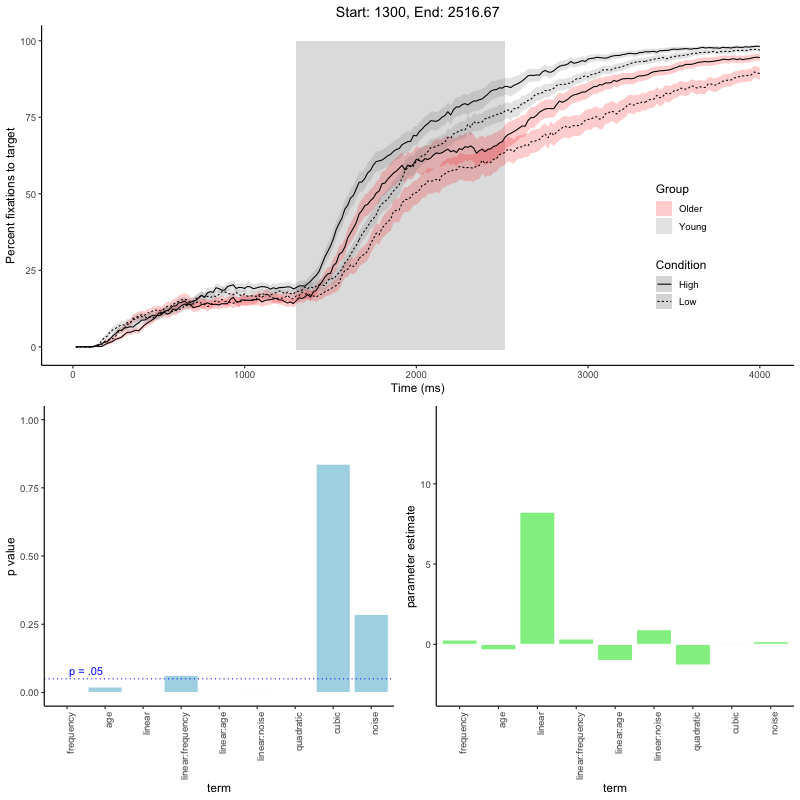 Start: 1300, End: 2516.67
Percent fixations to target
100
75
50
25
0
0
1000
2000
3000
4000
Time (ms)
Group
Older
Young
Condition
High
Low
p value
1.00
0.75
0.50
0.25
0.00
p = .05
frequency
age
linear
linear:frequency
linear:age
linear:noise
quadratic
cubic
noise
term
parameter estimate
10
5
0
frequency
age
linear
linear:frequency
linear:age
linear:noise
quadratic
cubic
noise
term